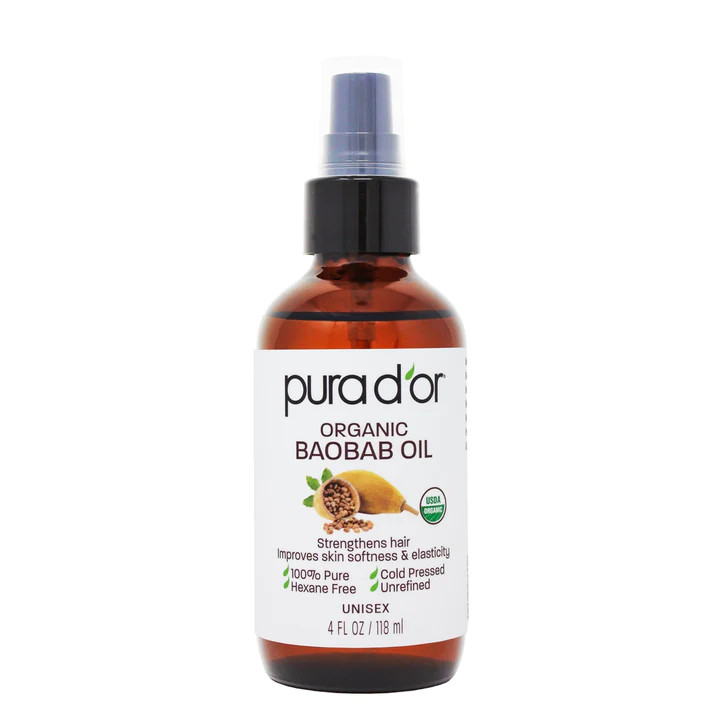 pura d'or
ORGANIC
BAOBAB OIL
USDA
ORGANIC
Strengthens hair
Improves skin softness & elasticity
100% Pure Cold Pressed
Hexane Free Unrefined
UNISEX
4 FL OZ / 118 ml